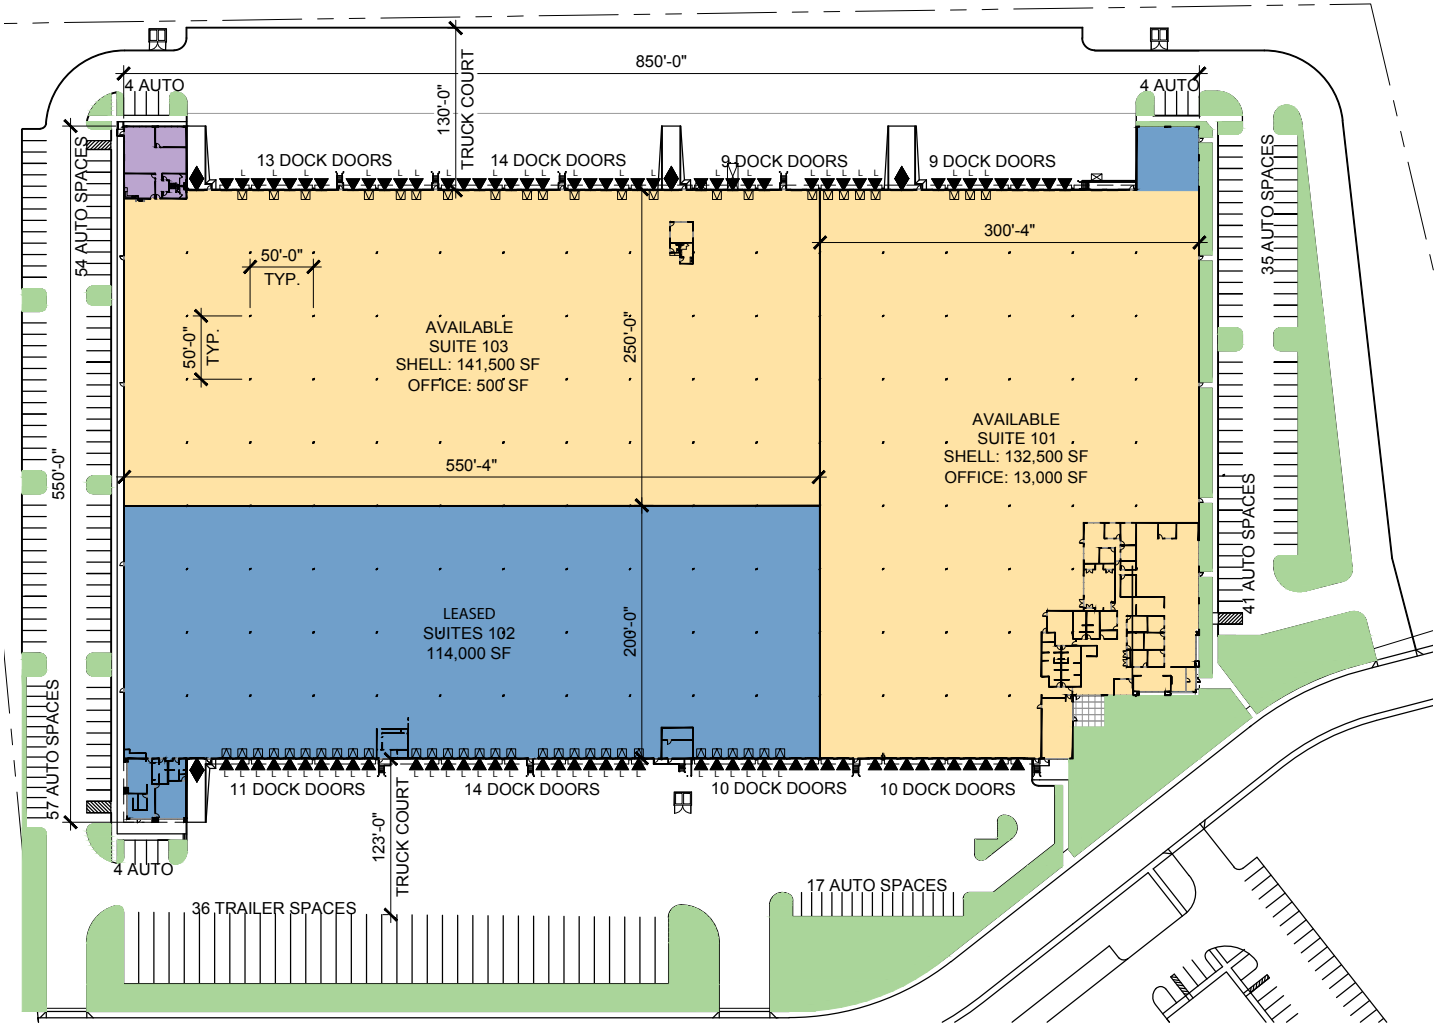 850'-0"
4 AUTO
4 AUTO
130'-0"
TRUCK COURT
13 DOCK DOORS
14 DOCK DOORS
9 DOCK DOORS
9 DOCK DOORS
L L L L L L L L L L L L L L L L L L
54 AUTO SPACES
35 AUTO SPACES
300'-4"
50'-0"
TYP.
50'-0"
TYP.
250'-0"
AVAILABLE
SUITE 103
SHELL: 141,500 SF
OFFICE: 500 SF
AVAILABLE
SUITE 101
SHELL: 132,500 SF
OFFICE: 13,000 SF
550'-4"
550'-0"
41 AUTO SPACES
LEASED
SUITES 102
114,000 SF
200'-0"
57 AUTO SPACES
11 DOCK DOORS
14 DOCK DOORS
10 DOCK DOORS
10 DOCK DOORS
123'-0"
TRUCK COURT
4 AUTO
17 AUTO SPACES
36 TRAILER SPACES